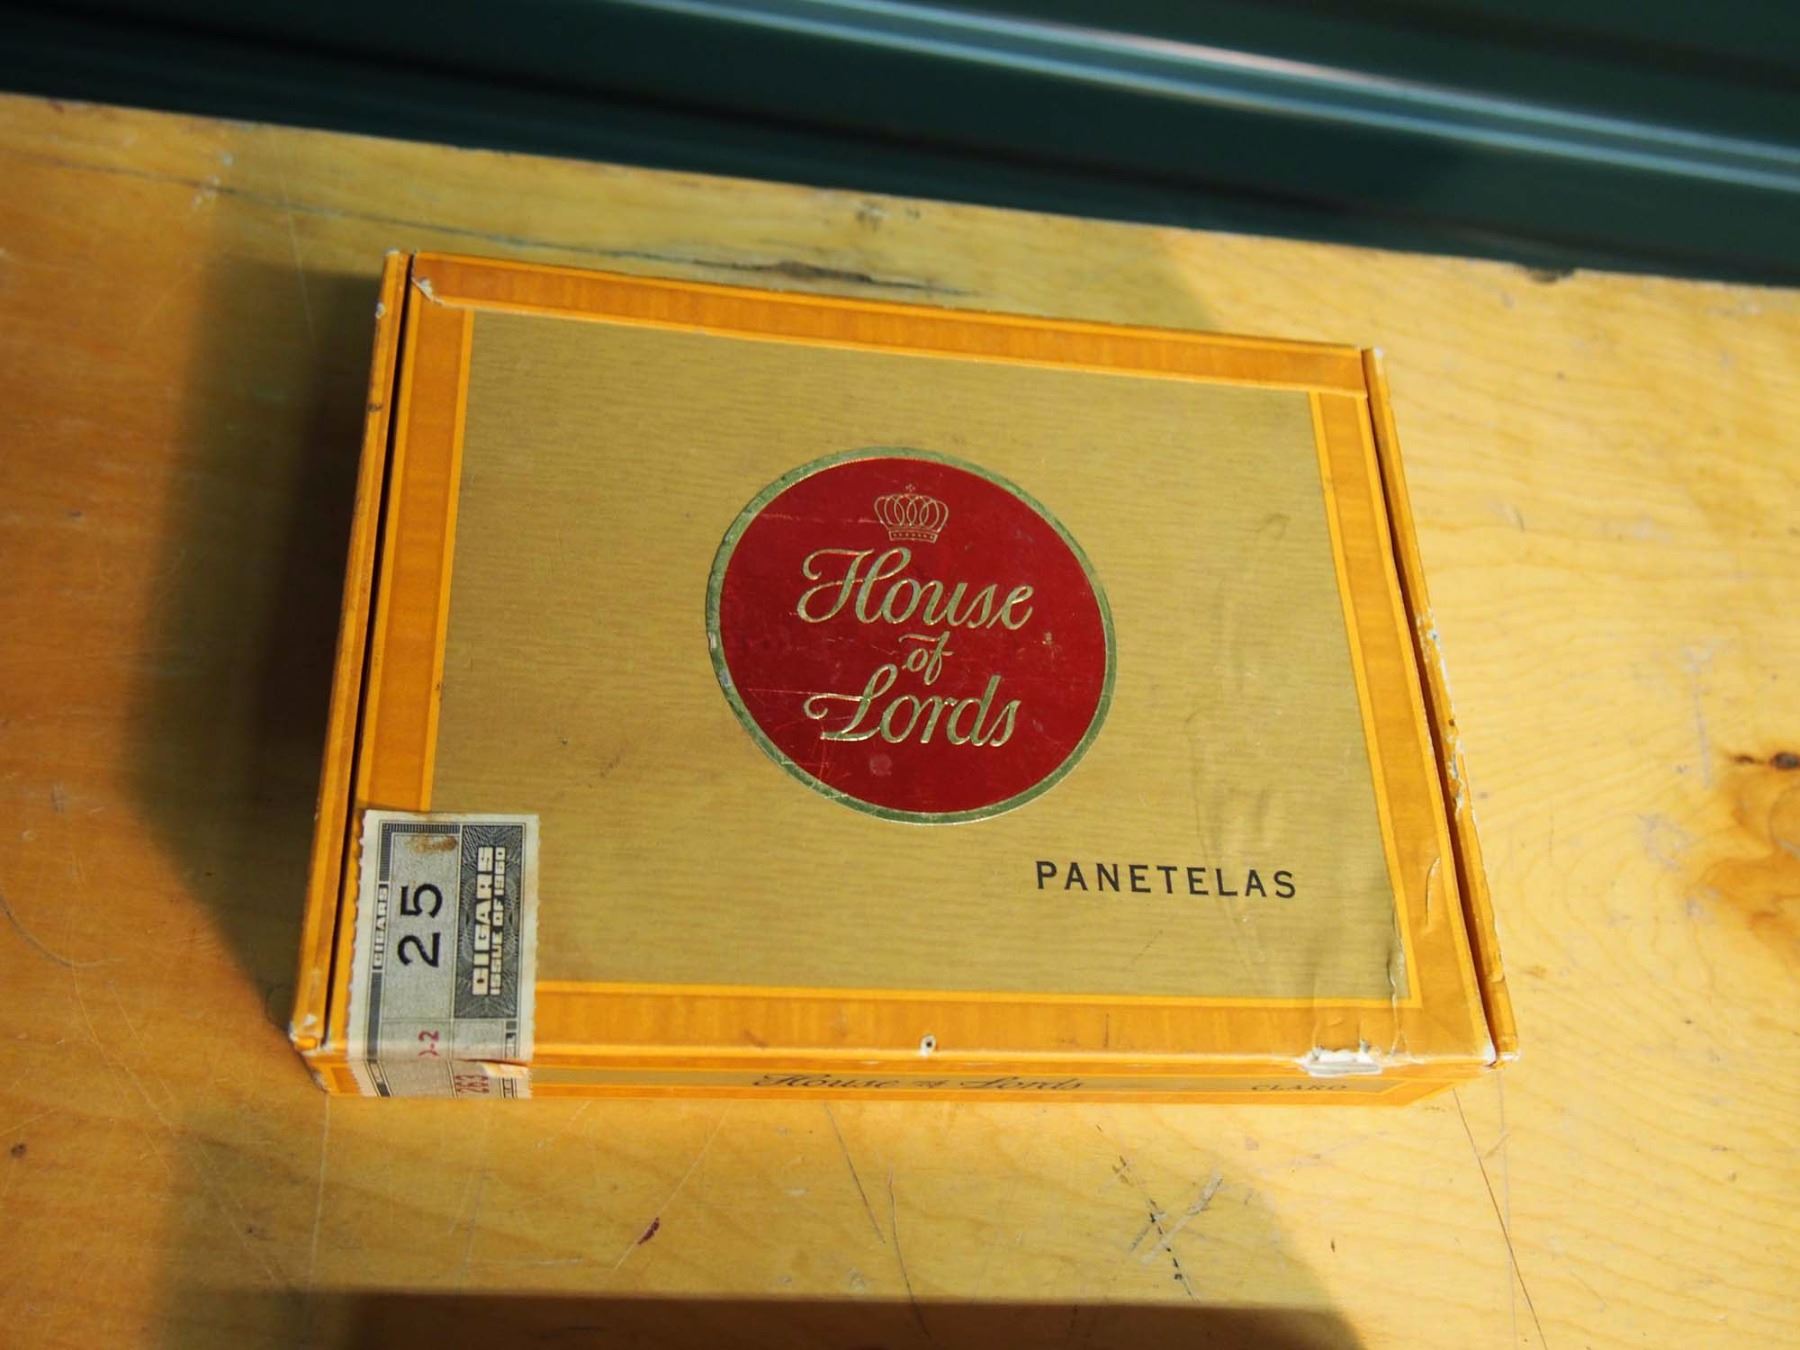 House
of
Lords
PANETELAS
CIGARS
25
CIGARS
ISSUE OF 1960
House of Lords
CLARO